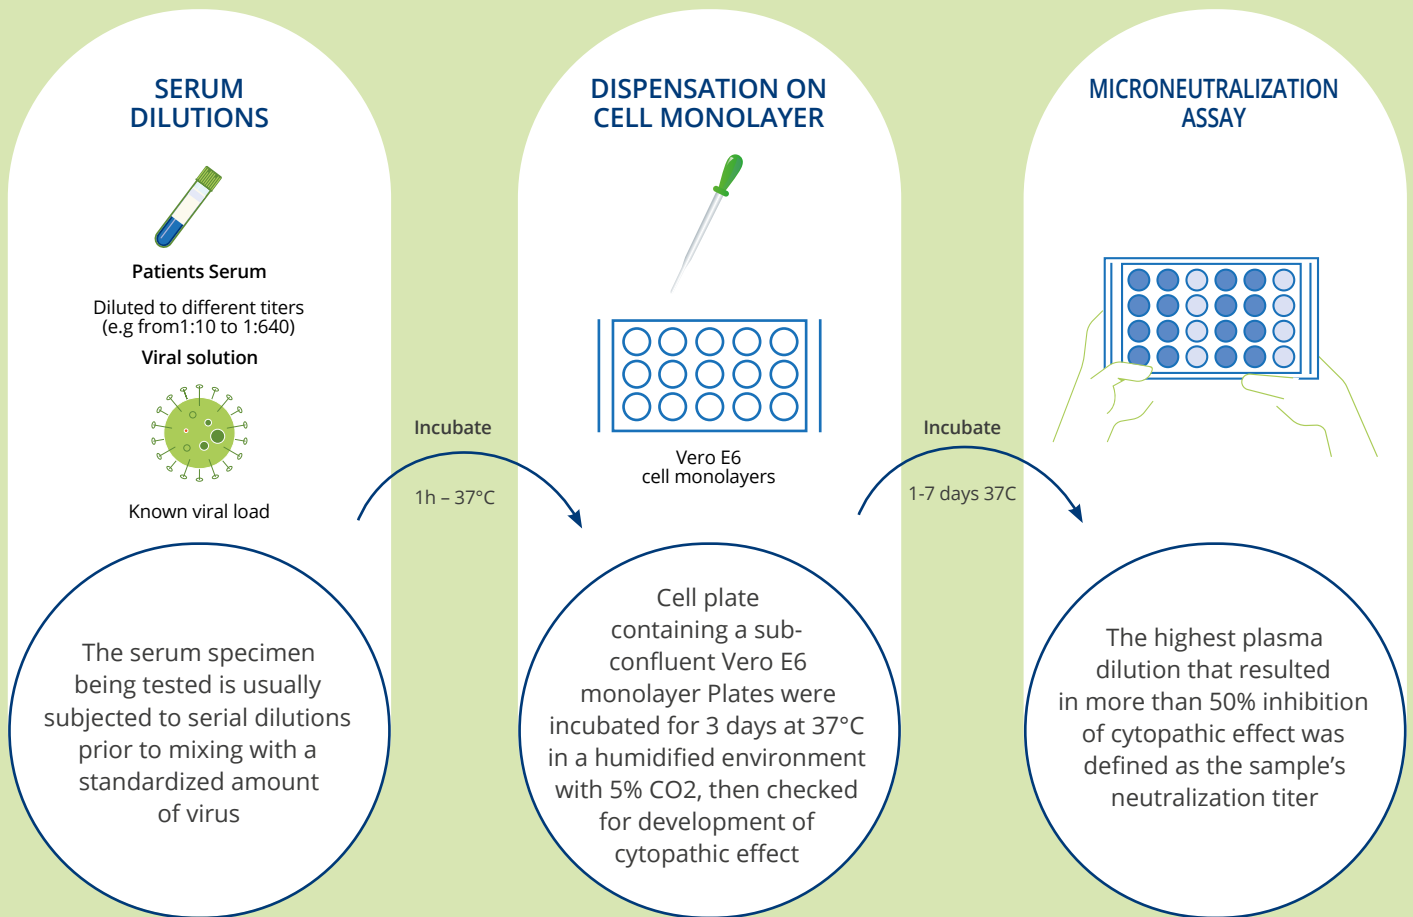 SERUM
DILUTIONS
Patients Serum
Diluted to different titers
(e.g from1:10 to 1:640)
Viral solution
Known viral load
The serum specimen
being tested is usually
subjected to serial dilutions
prior to mixing with a
standardized amount
of virus
Incubate
1h – 37°C
DISPENSATION ON
CELL MONOLAYER
Vero E6
cell monolayers
Cell plate
containing a sub-
confluent Vero E6
monolayer Plates were
incubated for 3 days at 37°C
in a humidified environment
with 5% CO2, then checked
for development of
cytopathic effect
Incubate
1-7 days 37C
MICRONEUTRALIZATION
ASSAY
The highest plasma
dilution that resulted
in more than 50% inhibition
of cytopathic effect was
defined as the sample’s
neutralization titer